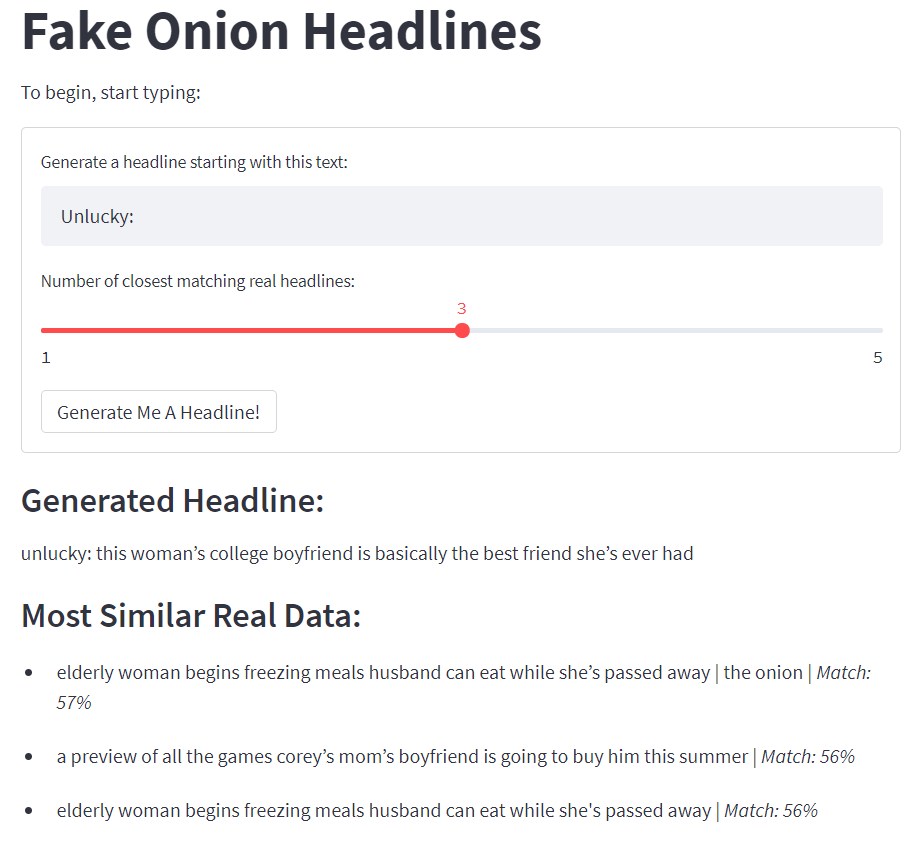 Fake Onion Headlines
To begin, start typing:
Generate a headline starting with this text:
Unlucky:
Number of closest matching real headlines:
3
1 5
Generate Me A Headline!
Generated Headline:
unlucky: this woman’s college boyfriend is basically the best friend she’s ever had
Most Similar Real Data:
elderly woman begins freezing meals husband can eat while she’s passed away | the onion | Match:
57%
a preview of all the games corey’s mom’s boyfriend is going to buy him this summer | Match: 56%
elderly woman begins freezing meals husband can eat while she's passed away | Match: 56%